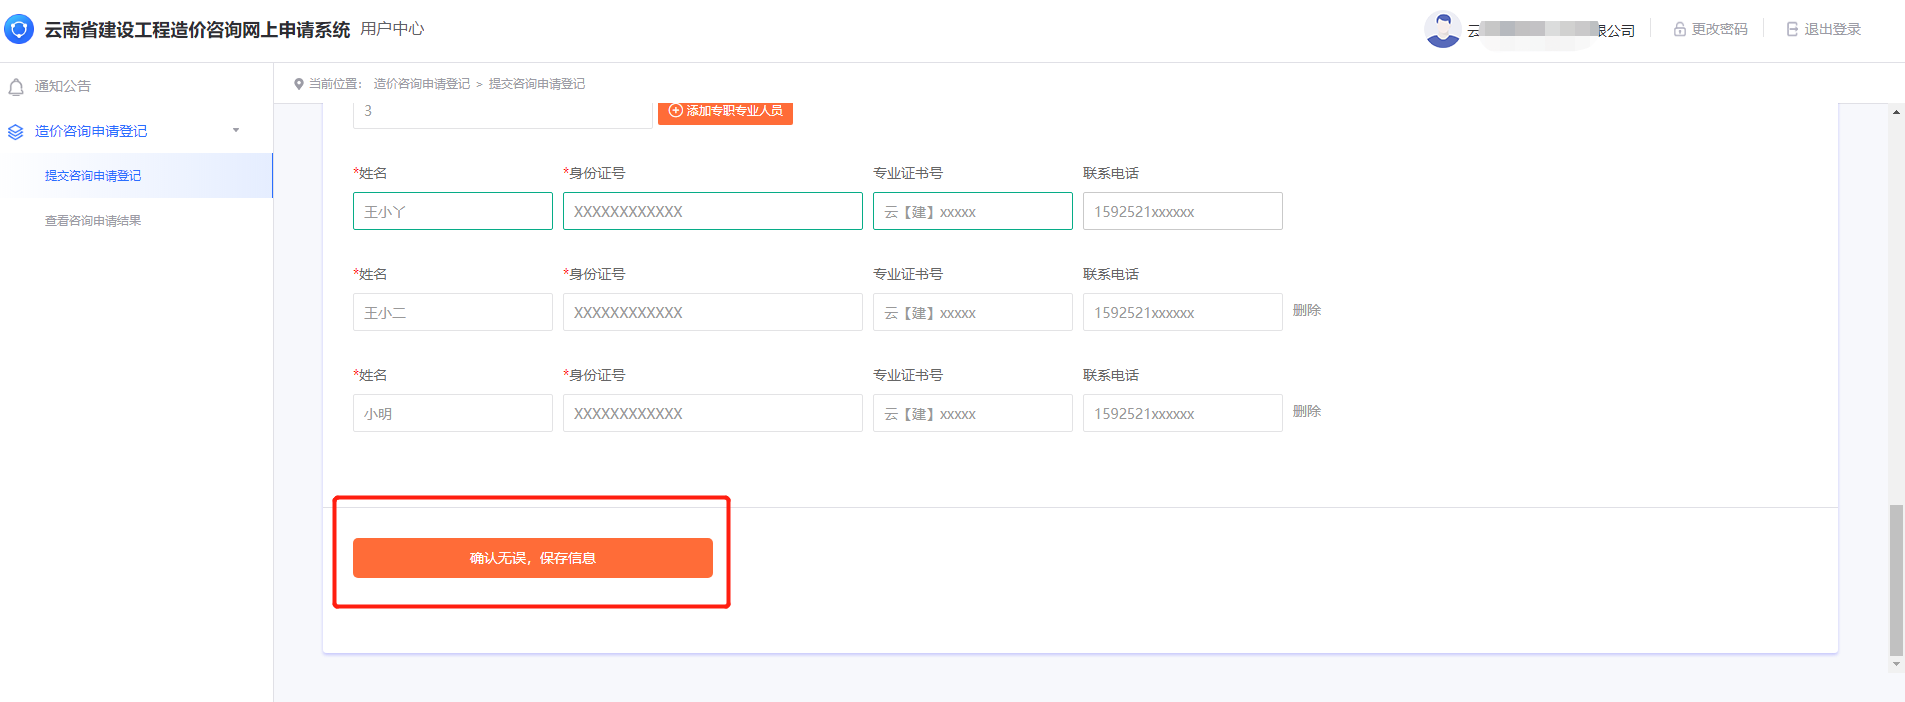 云南省建设工程造价咨询网上申请系统 用户中心
云 限公司 更改密码 退出登录
通知公告
造价咨询申请登记
提交咨询申请登记
查看咨询申请结果
当前位置： 造价咨询申请登记 > 提交咨询申请登记
3 添加专职专业人员
*姓名 *身份证号 专业证书号 联系电话
王小丫 XXXXXXXXXXXX 云【建】xxxxx 1592521xxxxxx
*姓名 *身份证号 专业证书号 联系电话
王小二 XXXXXXXXXXXX 云【建】xxxxx 1592521xxxxxx 删除
*姓名 *身份证号 专业证书号 联系电话
小明 XXXXXXXXXXXX 云【建】xxxxx 1592521xxxxxx 删除
确认无误，保存信息